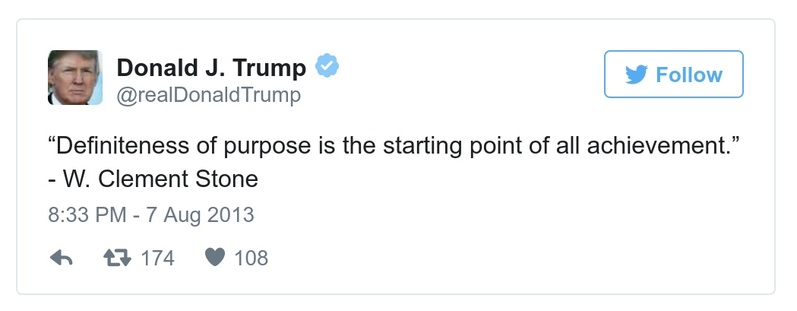 Donald J. Trump
@realDonaldTrump
Follow
“Definiteness of purpose is the starting point of all achievement.”
- W. Clement Stone
8:33 PM - 7 Aug 2013
174 108